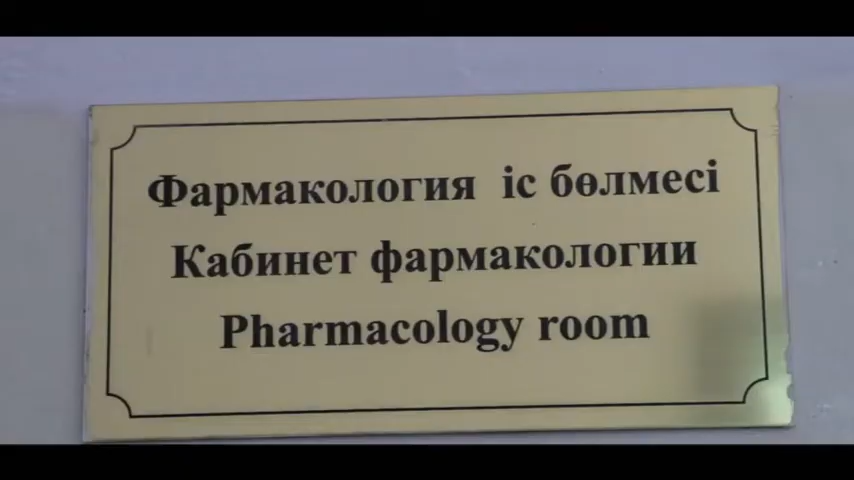 Фармакология іс бөлмесі
Кабинет фармакологии
Pharmacology room